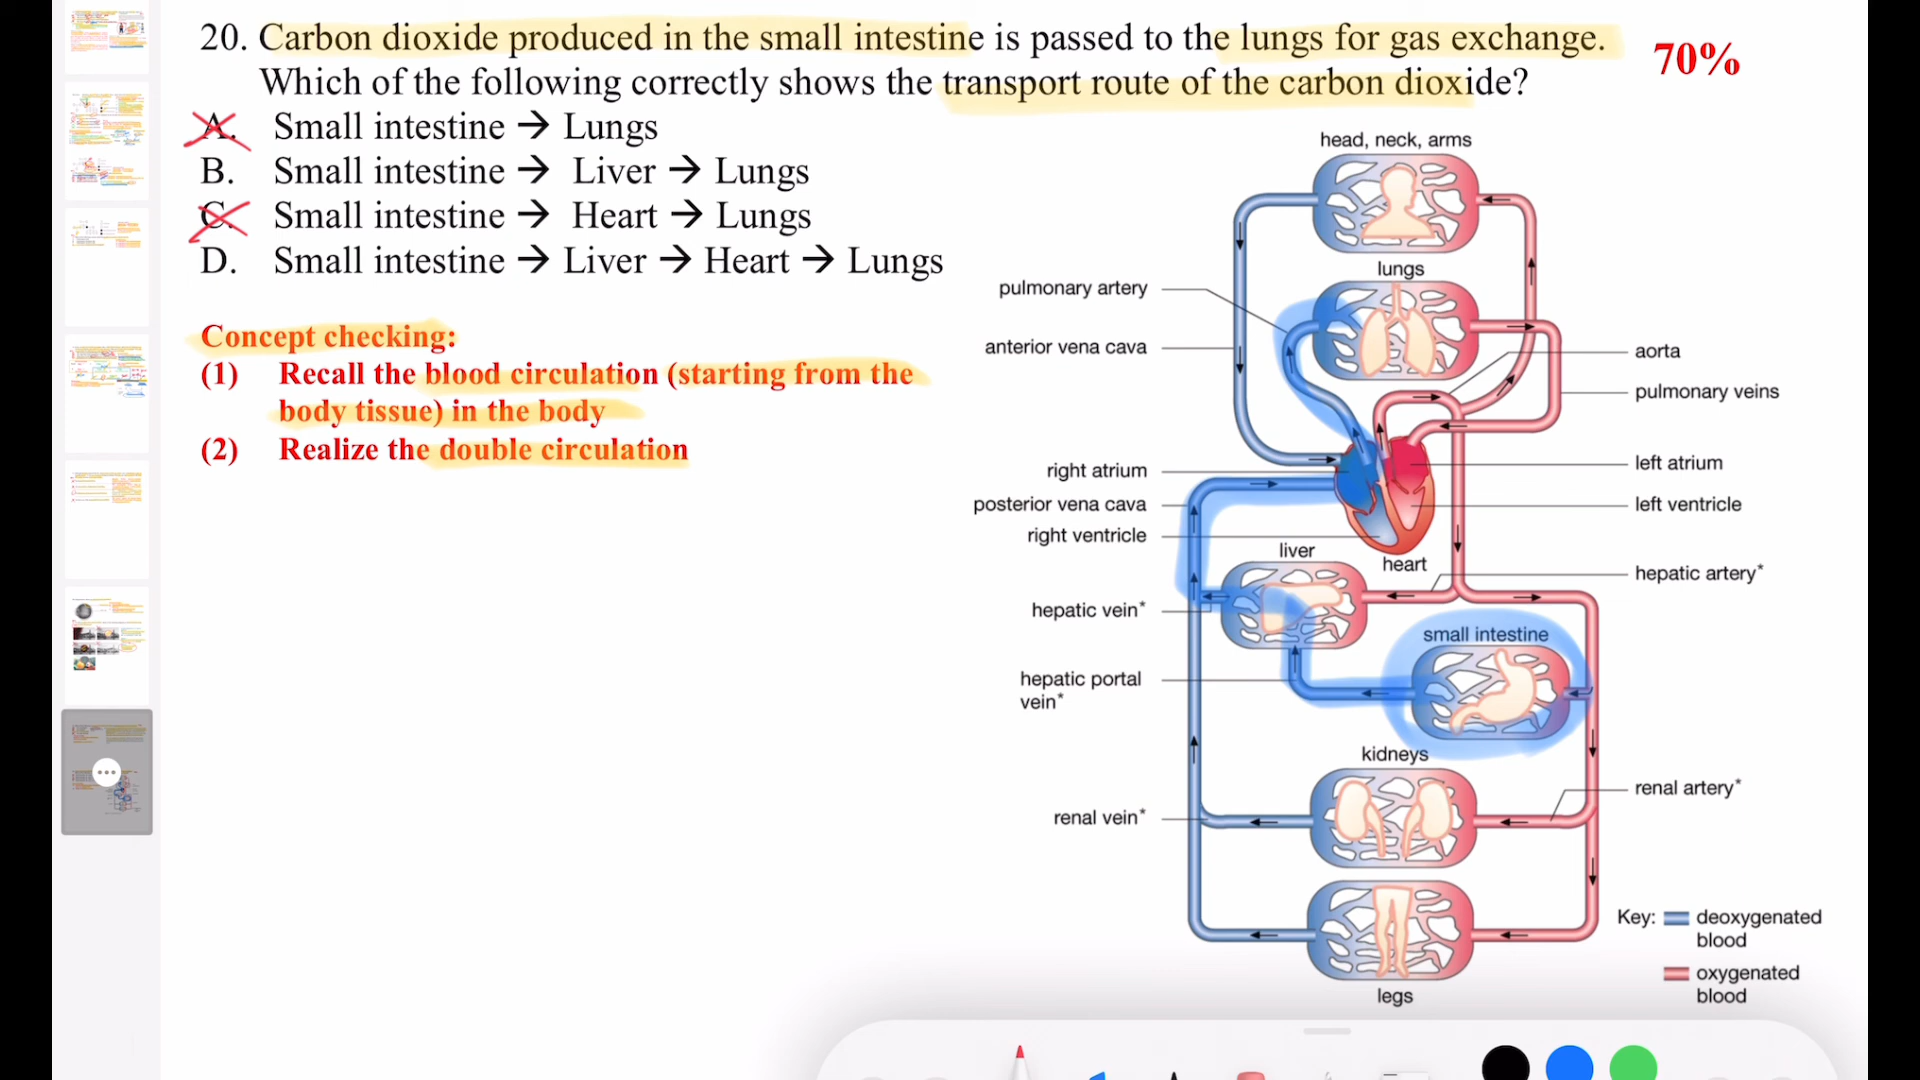 20. Carbon dioxide produced in the small intestine is passed to the lungs for gas exchange.
Which of the following correctly shows the transport route of the carbon dioxide?
70%
A. Small intestine → Lungs
B. Small intestine → Liver → Lungs
C. Small intestine → Heart → Lungs
D. Small intestine → Liver → Heart → Lungs
Concept checking:
(1) Recall the blood circulation (starting from the
body tissue) in the body
(2) Realize the double circulation
head, neck, arms
lungs
pulmonary artery
anterior vena cava
aorta
pulmonary veins
right atrium
posterior vena cava
right ventricle
left atrium
left ventricle
liver
heart
hepatic artery*
hepatic vein*
small intestine
hepatic portal
vein*
kidneys
renal artery*
renal vein*
legs
Key: deoxygenated
blood
oxygenated
blood